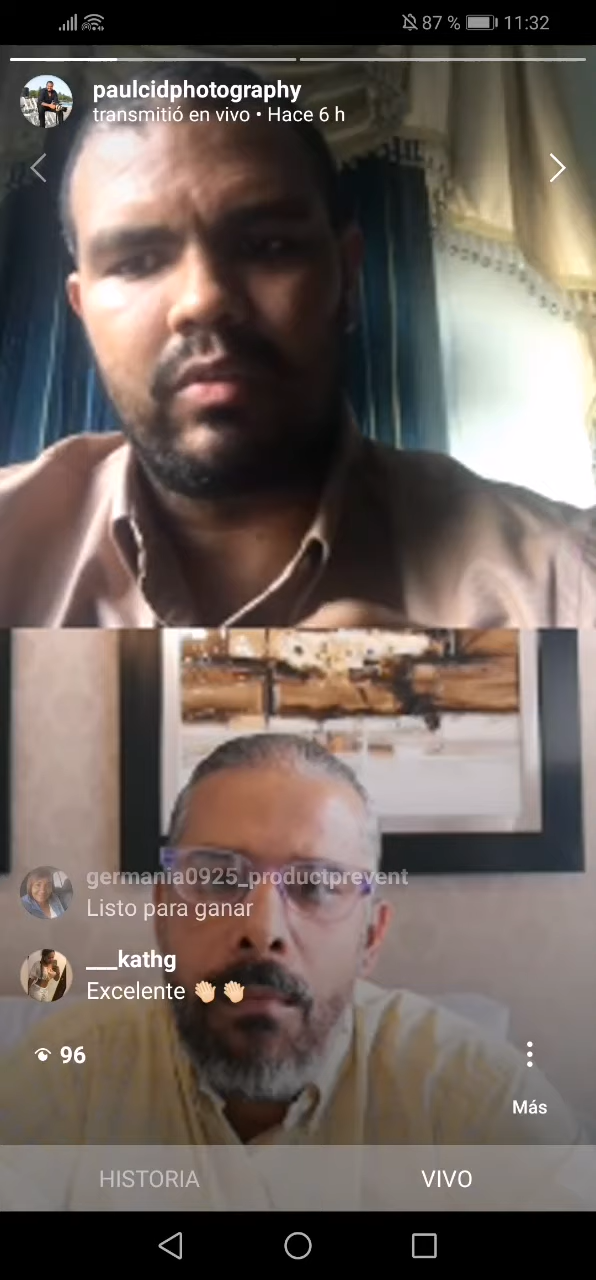 87 % 11:32
paulcidphotography
transmitió en vivo • Hace 6 h
germania0925_productprevent
Listo para ganar
___kathg
Excelente 👏🏻 👏🏻
96
Más
HISTORIA VIVO